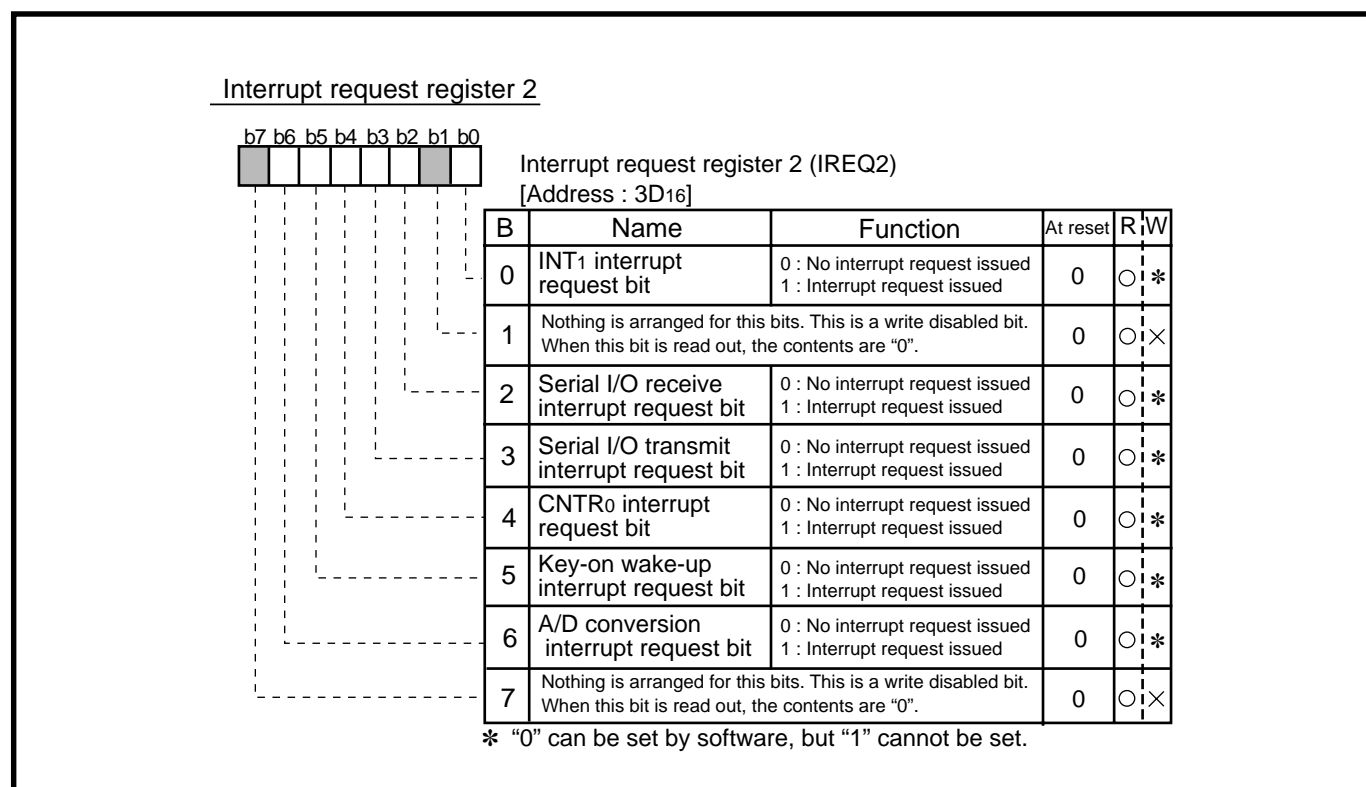 Interrupt request register 2
b7 b6 b5 b4 b3 b2 b1 b0
Interrupt request register 2 (IREQ2)
[Address : 3D16]
B Name Function At reset R W
0 INT1 interrupt request bit 0 : No interrupt request issued 1 : Interrupt request issued 0 ○ ✻
1 Nothing is arranged for this bits. This is a write disabled bit. When this bit is read out, the contents are “0”. 0 ○ ×
2 Serial I/O receive interrupt request bit 0 : No interrupt request issued 1 : Interrupt request issued 0 ○ ✻
3 Serial I/O transmit interrupt request bit 0 : No interrupt request issued 1 : Interrupt request issued 0 ○ ✻
4 CNTR0 interrupt request bit 0 : No interrupt request issued 1 : Interrupt request issued 0 ○ ✻
5 Key-on wake-up interrupt request bit 0 : No interrupt request issued 1 : Interrupt request issued 0 ○ ✻
6 A/D conversion interrupt request bit 0 : No interrupt request issued 1 : Interrupt request issued 0 ○ ✻
7 Nothing is arranged for this bits. This is a write disabled bit. When this bit is read out, the contents are “0”. 0 ○ ×
✻ “0” can be set by software, but “1” cannot be set.